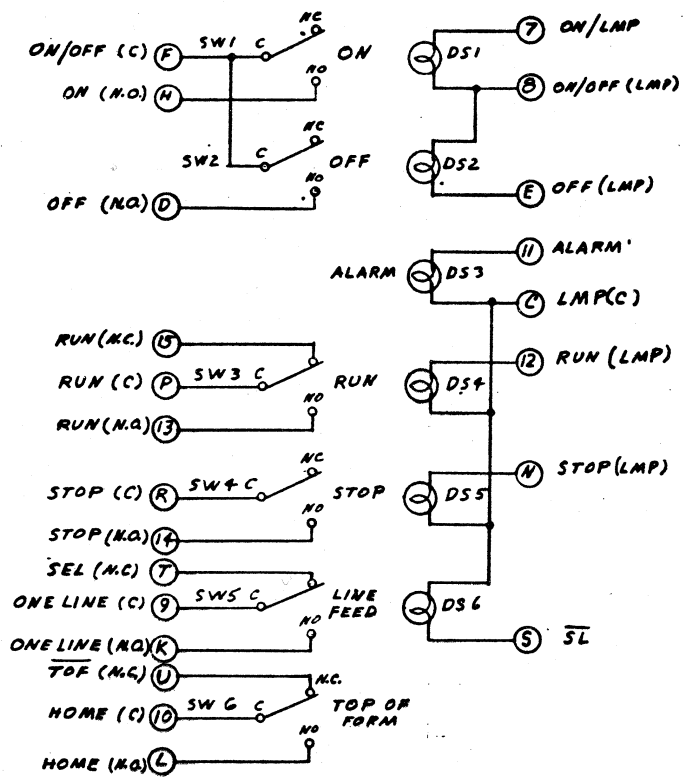 NC
ON/OFF (C) F SW1 C ON
NO
ON (N.O.) H
NC
SW2 C OFF
NO
OFF (N.O.) D
7 ON/LMP
DS1
8 ON/OFF (LMP)
DS2
E OFF (LMP)
11 ALARM
ALARM DS3
C LMP(C)
RUN (N.C.) 15
RUN (C) P SW3 C RUN
NO
RUN (N.O.) 13
12 RUN (LMP)
DS4
NC
STOP (C) R SW4 C STOP
NO
STOP (N.O.) 14
N STOP (LMP)
DS5
SEL (N.C) T
ONE LINE (C) 9 SW5 C LINE
FEED
NO
ONE LINE (N.O.) K
DS6
S SL
TOF (N.C.) U
N.C.
HOME (C) 10 SW6 C TOP OF
FORM
NO
HOME (N.O.) L